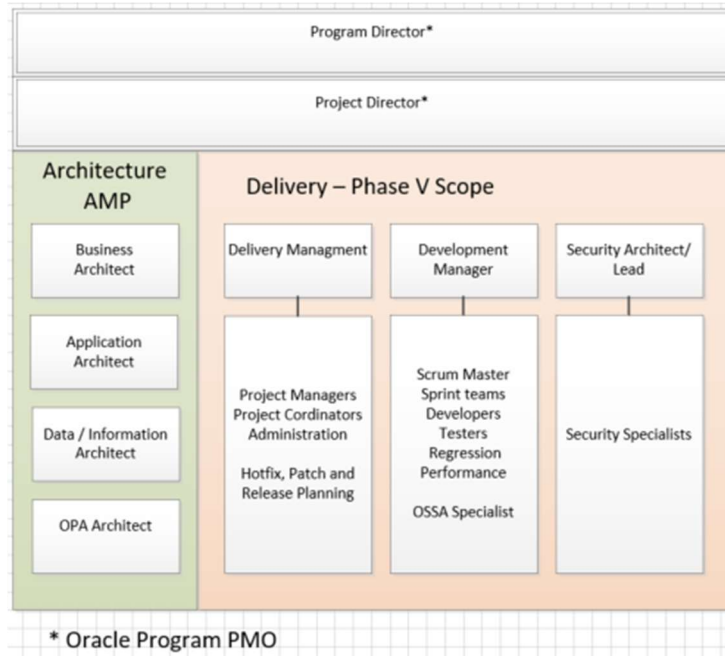 Program Director*
Project Director*
Architecture
AMP
Business
Architect
Application
Architect
Data / Information
Architect
OPA Architect
Delivery – Phase V Scope
Delivery Managment
Project Managers
Project Cordinators
Administration
Hotfix, Patch and
Release Planning
Development
Manager
Scrum Master
Sprint teams
Developers
Testers
Regression
Performance
OSSA Specialist
Security Architect/
Lead
Security Specialists
* Oracle Program PMO